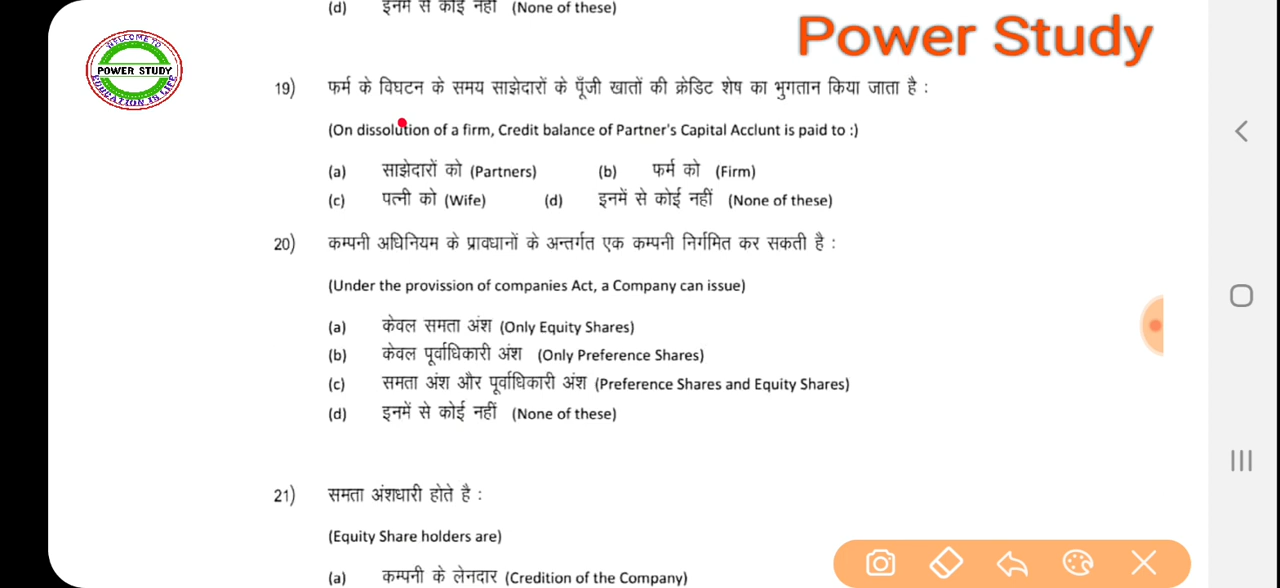 (d) इनमें से कोई नहीं (None of these)
Power Study
WELCOME TO
POWER STUDY
EDUCATION IS LIFE
19) फर्म के विघटन के समय साझेदारों के पूँजी खातों की क्रेडिट शेष का भुगतान किया जाता है :
(On dissolution of a firm, Credit balance of Partner's Capital Acclunt is paid to :)
(a) साझेदारों को (Partners) (b) फर्म को (Firm)
(c) पत्नी को (Wife) (d) इनमें से कोई नहीं (None of these)
20) कम्पनी अधिनियम के प्रावधानों के अन्तर्गत एक कम्पनी निर्गमित कर सकती है :
(Under the provission of companies Act, a Company can issue)
(a) केवल समता अंश (Only Equity Shares)
(b) केवल पूर्वाधिकारी अंश (Only Preference Shares)
(c) समता अंश और पूर्वाधिकारी अंश (Preference Shares and Equity Shares)
(d) इनमें से कोई नहीं (None of these)
21) समता अंशधारी होते है :
(Equity Share holders are)
(a) कम्पनी के लेनदार (Credition of the Company)